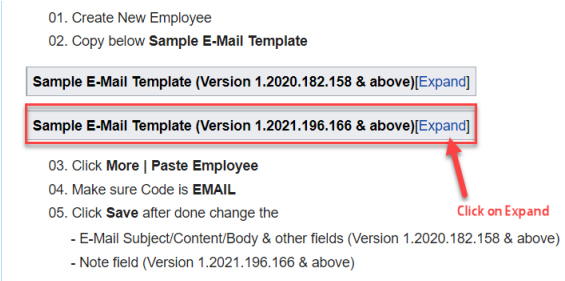 01. Create New Employee
02. Copy below Sample E-Mail Template
Sample E-Mail Template (Version 1.2020.182.158 & above)[Expand]
Sample E-Mail Template (Version 1.2021.196.166 & above)[Expand]
03. Click More | Paste Employee
04. Make sure Code is EMAIL
05. Click Save after done change the
Click on Expand
- E-Mail Subject/Content/Body & other fields (Version 1.2020.182.158 & above)
- Note field (Version 1.2021.196.166 & above)